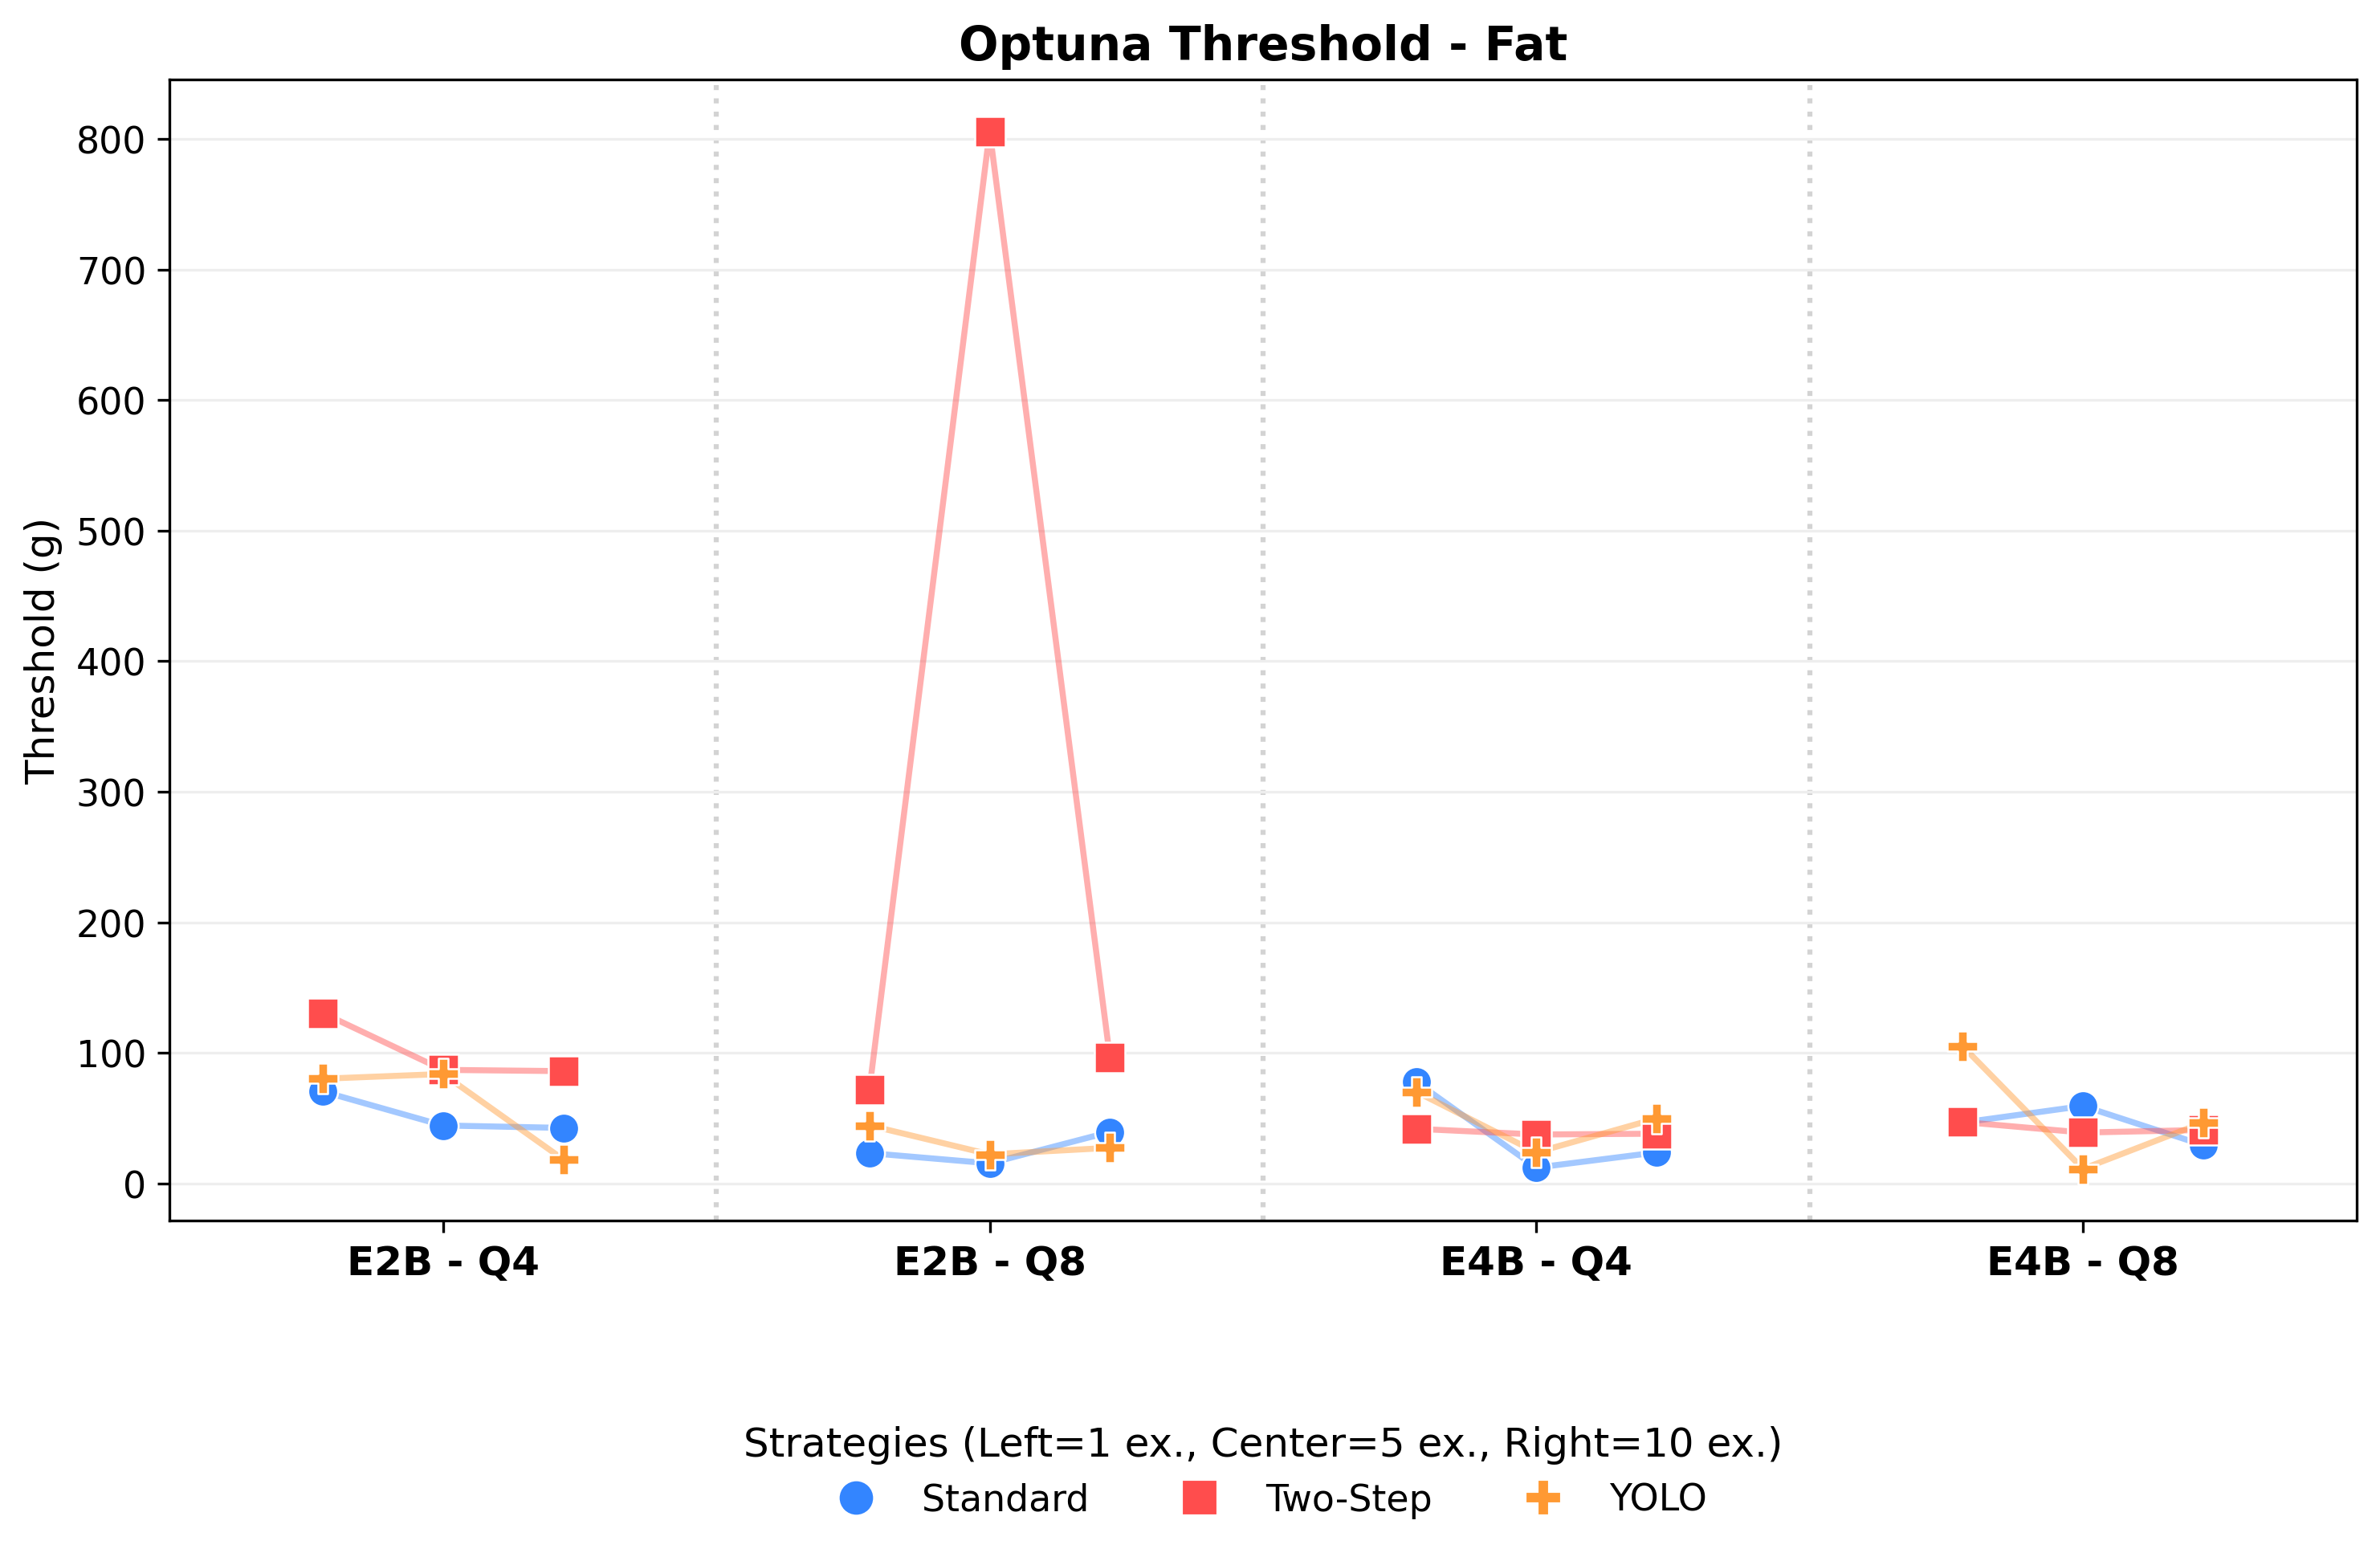 Optuna Threshold - Fat
Threshold (g)
800
700
600
500
400
300
200
100
0
E2B - Q4 E2B - Q8 E4B - Q4 E4B - Q8
Strategies (Left=1 ex., Center=5 ex., Right=10 ex.)
Standard Two-Step YOLO